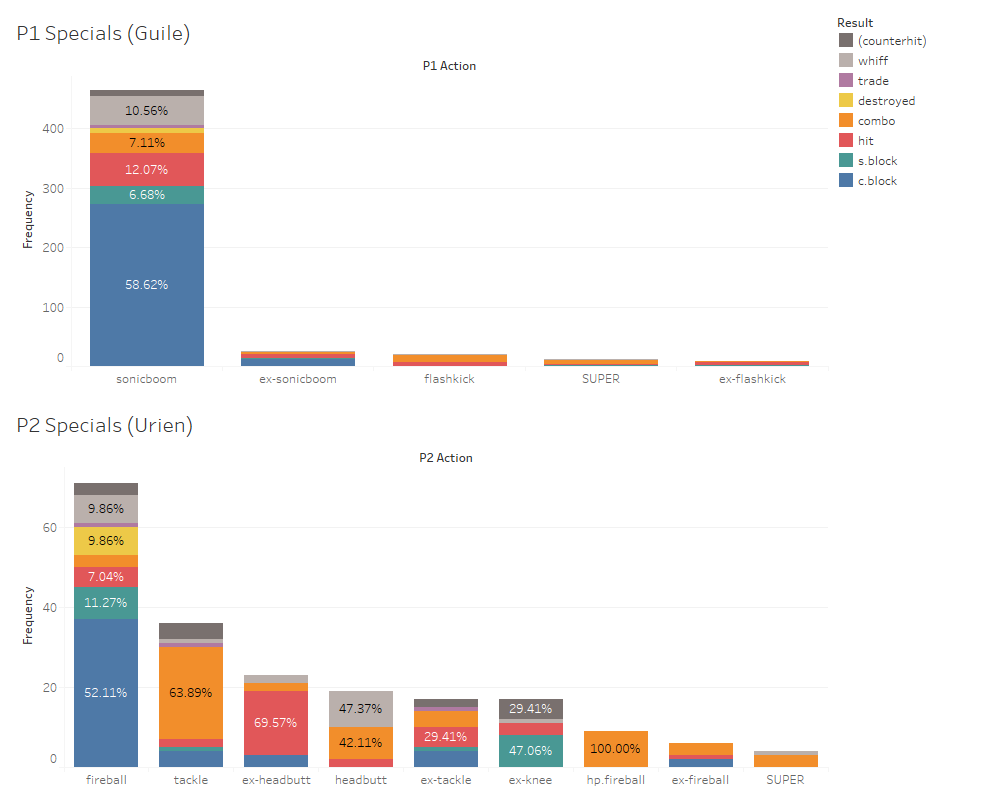 P1 Specials (Guile)
Result
(counterhit)
whiff
trade
destroyed
combo
hit
s.block
c.block
P1 Action
Frequency
400
300
200
100
0
10.56%
7.11%
12.07%
6.68%
58.62%
sonicboom ex-sonicboom flashkick SUPER ex-flashkick
P2 Specials (Urien)
P2 Action
Frequency
60
40
20
0
9.86%
9.86%
7.04%
11.27%
52.11%
63.89%
69.57%
47.37%
42.11%
29.41%
29.41%
47.06%
100.00%
fireball tackle ex-headbutt headbutt ex-tackle ex-knee hp.fireball ex-fireball SUPER